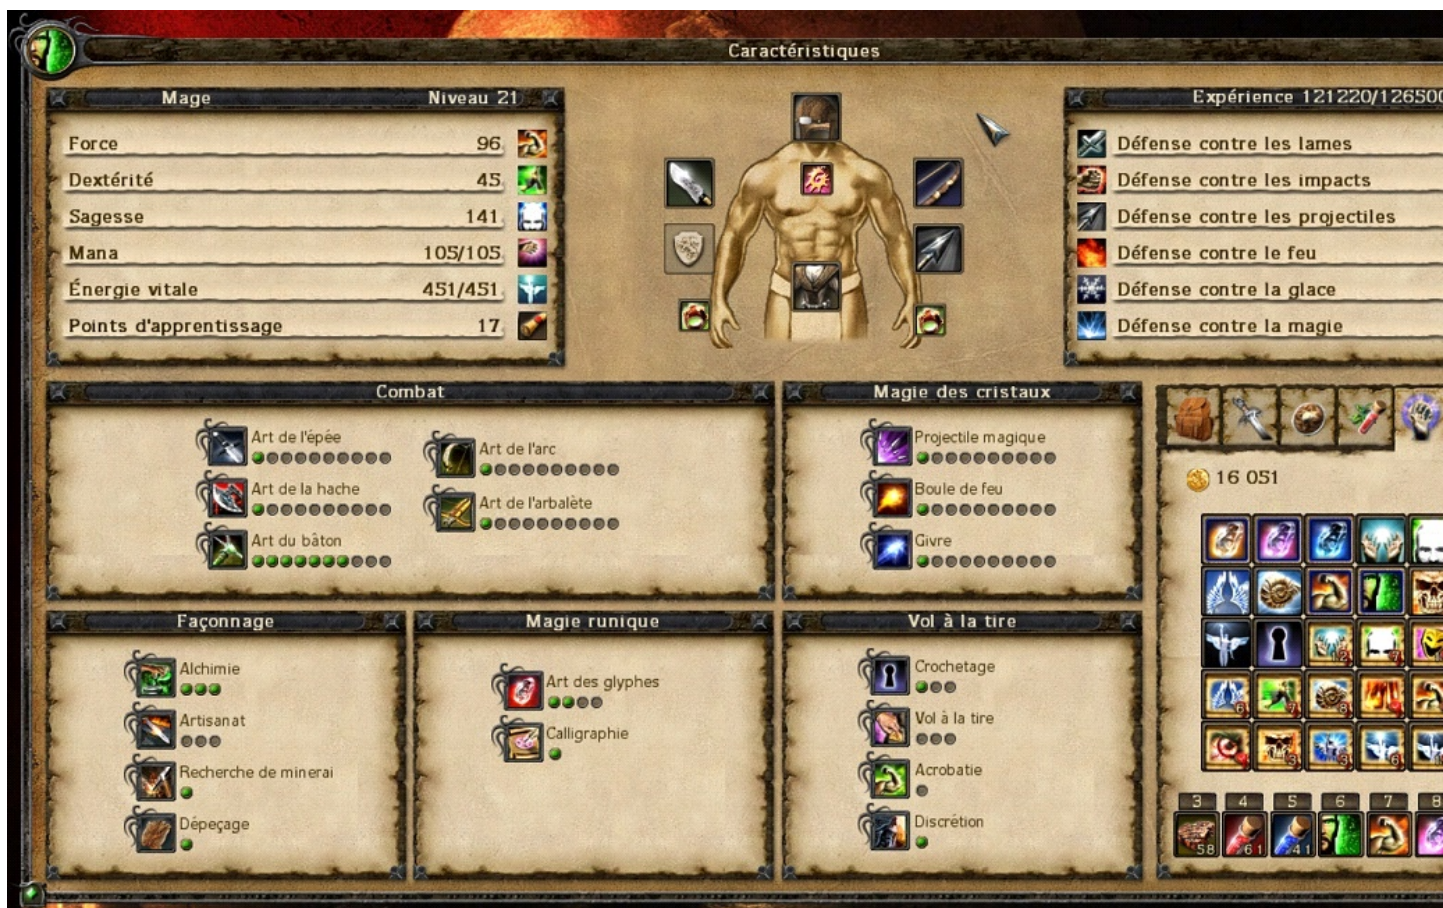 Caractéristiques
Mage Niveau 21
Force 96
Dextérité 45
Sagesse 141
Mana 105/105
Énergie vitale 451/451
Points d'apprentissage 17
Expérience 121220/126500
Défense contre les lames
Défense contre les impacts
Défense contre les projectiles
Défense contre le feu
Défense contre la glace
Défense contre la magie
Combat
Art de l'épée
Art de la hache
Art du bâton
Art de l'arc
Art de l'arbalète
Magie des cristaux
Projectile magique
Boule de feu
Givre
Façonnage
Alchimie
Artisanat
Recherche de minerai
Dépeçage
Magie runique
Art des glyphes
Calligraphie
Vol à la tire
Crochetage
Vol à la tire
Acrobatie
Discrétion
16 051
3 4 5 6 7 8
58 61 41